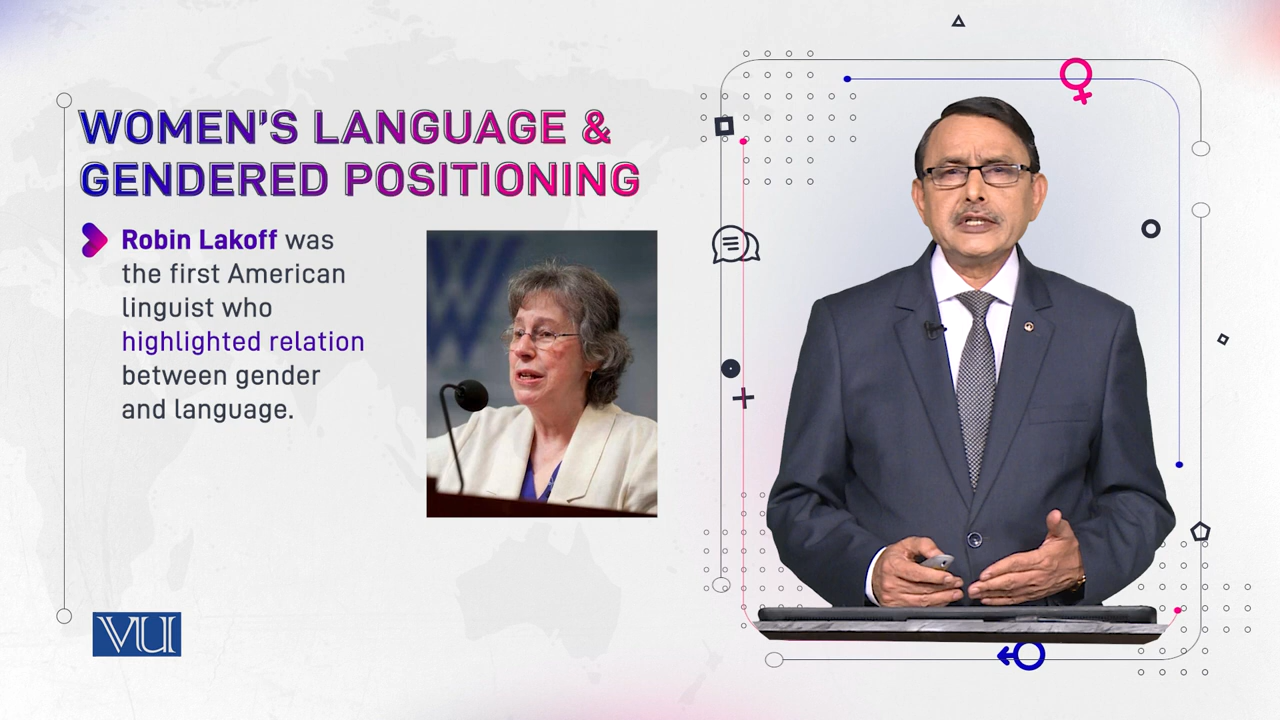 WOMEN'S LANGUAGE &
GENDERED POSITIONING
Robin Lakoff was
the first American
linguist who
highlighted relation
between gender
and language.
VU